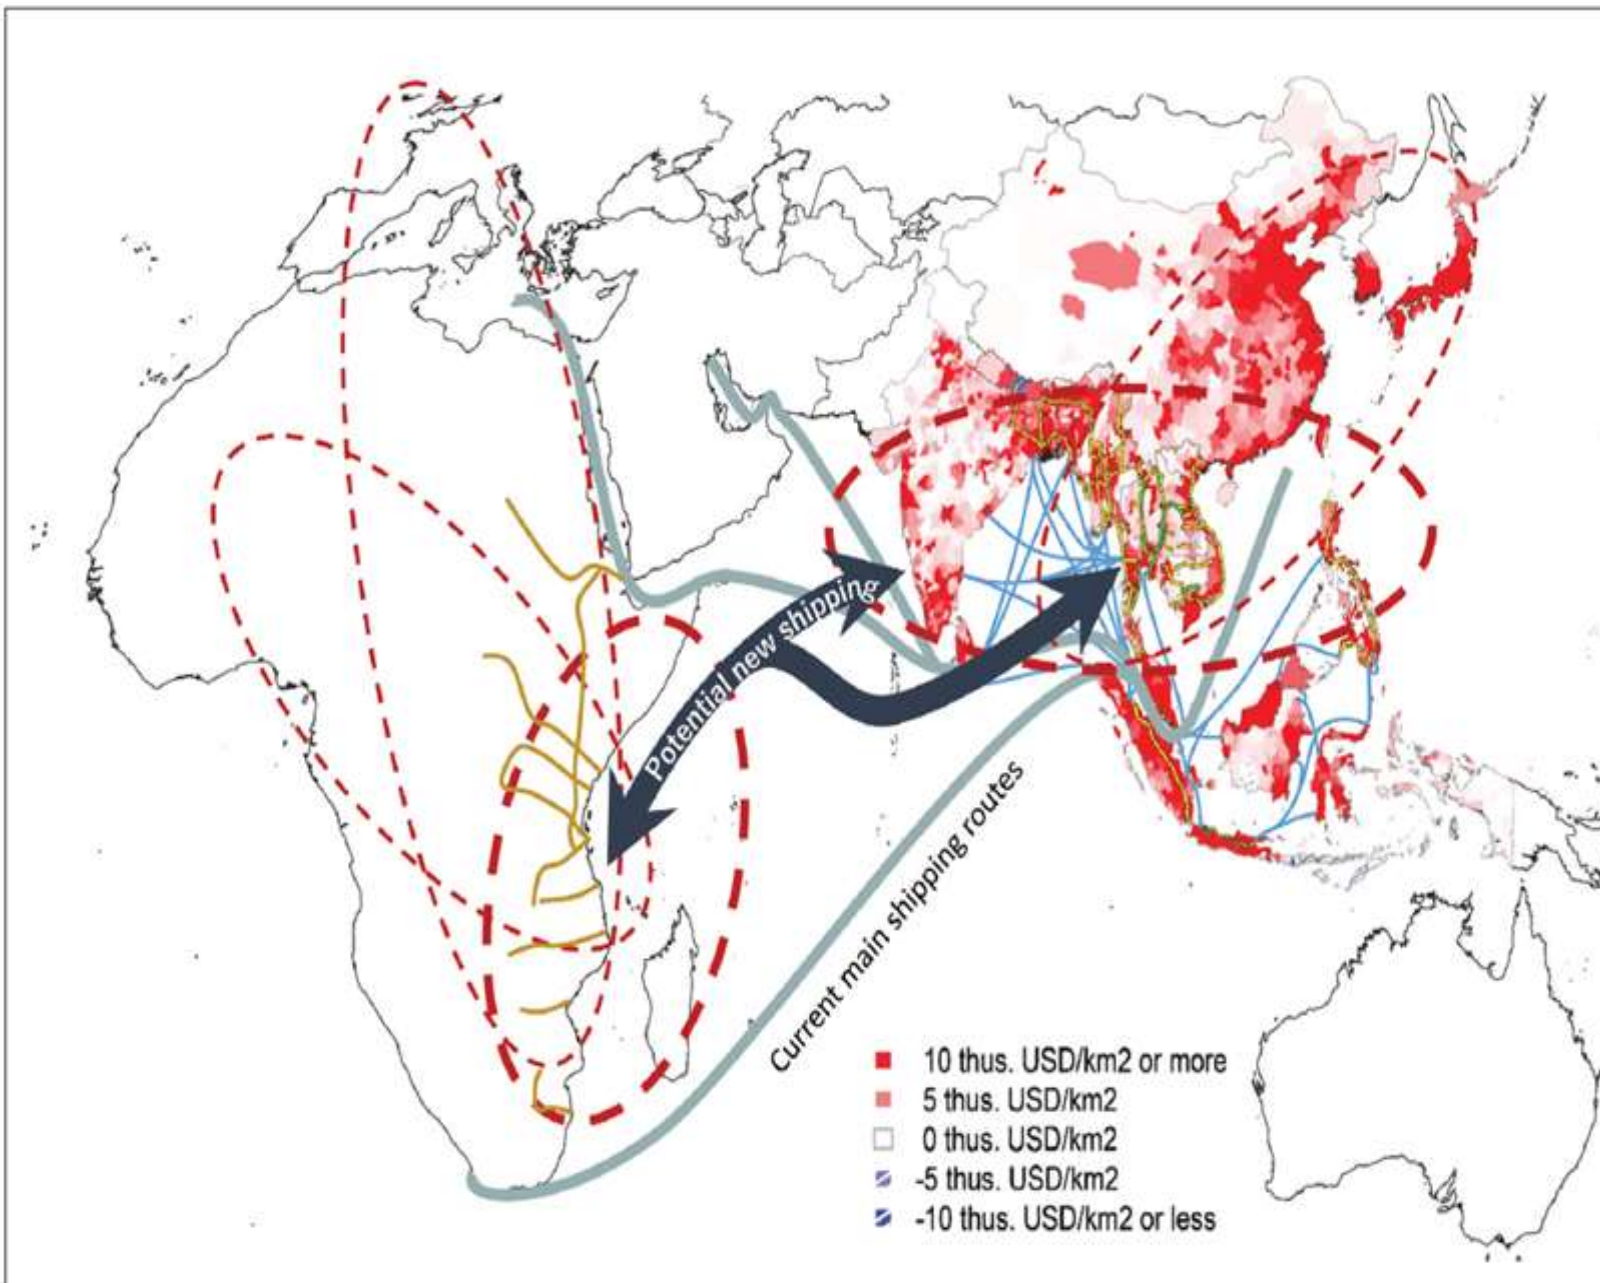 Potential new shipping
Current main shipping routes
10 thus. USD/km2 or more
5 thus. USD/km2
0 thus. USD/km2
-5 thus. USD/km2
-10 thus. USD/km2 or less